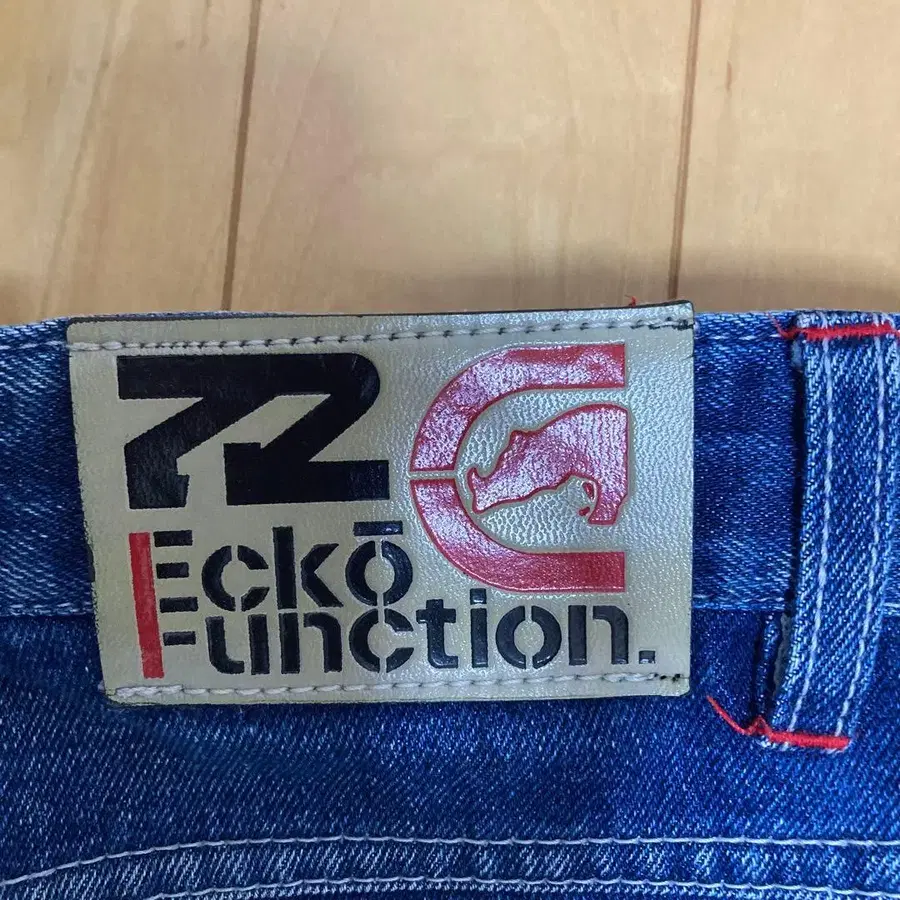 72
Eckō
Function.